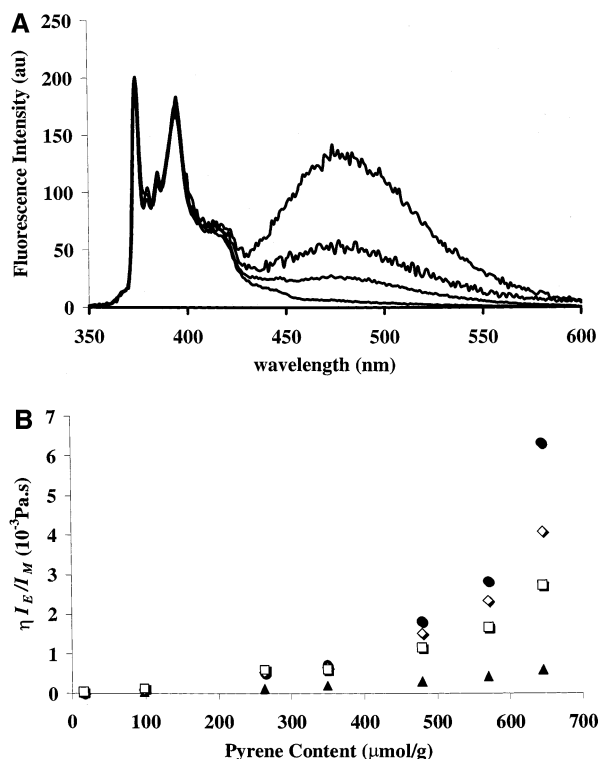 A
250
200
150
100
50
0
Fluorescence Intensity (au)
350 400 450 500 550 600
wavelength (nm)
B
7
6
5
4
3
2
1
0
η I_E/I_M (10⁻³Pa.s)
0 100 200 300 400 500 600 700
Pyrene Content (μmol/g)